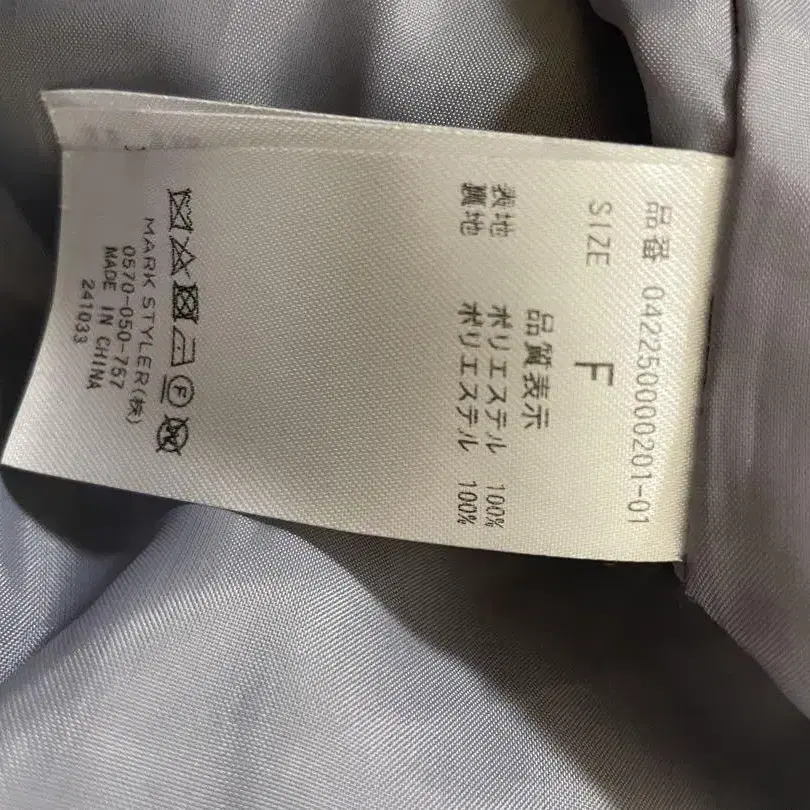 品番 042250000201-01
SIZE F
品質表示
表地 ポリエステル 100%
裏地 ポリエステル 100%
MARK STYLER(株)
0570-050-757
MADE IN CHINA
241033